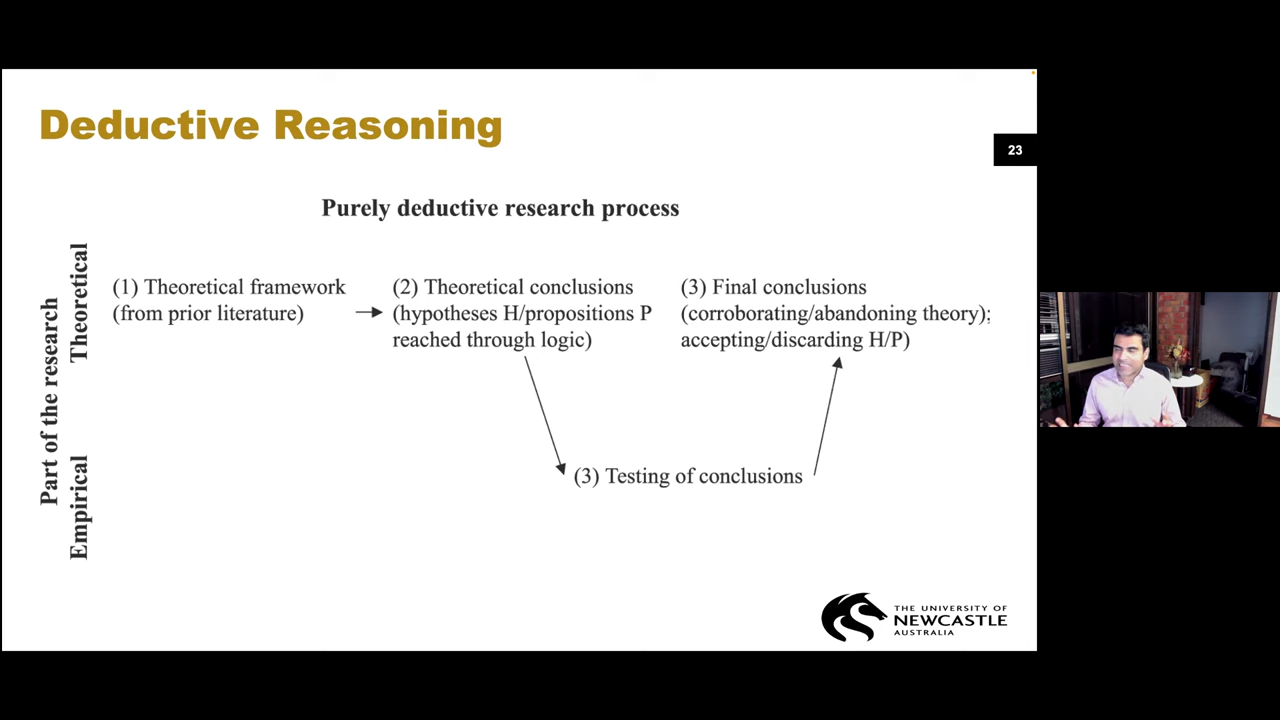 Deductive Reasoning
23
Purely deductive research process
Part of the research
Theoretical
Empirical
(1) Theoretical framework
(from prior literature)
(2) Theoretical conclusions
(hypotheses H/propositions P
reached through logic)
(3) Final conclusions
(corroborating/abandoning theory);
accepting/discarding H/P)
(3) Testing of conclusions
THE UNIVERSITY OF
NEWCASTLE
AUSTRALIA